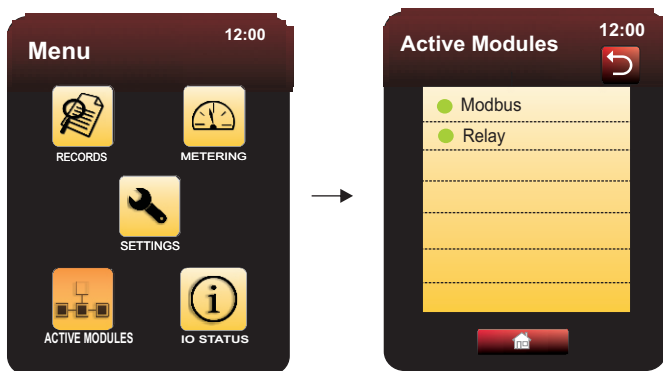 Menu
12:00
RECORDS
METERING
SETTINGS
ACTIVE MODULES
IO STATUS
Active Modules
12:00
Modbus
Relay